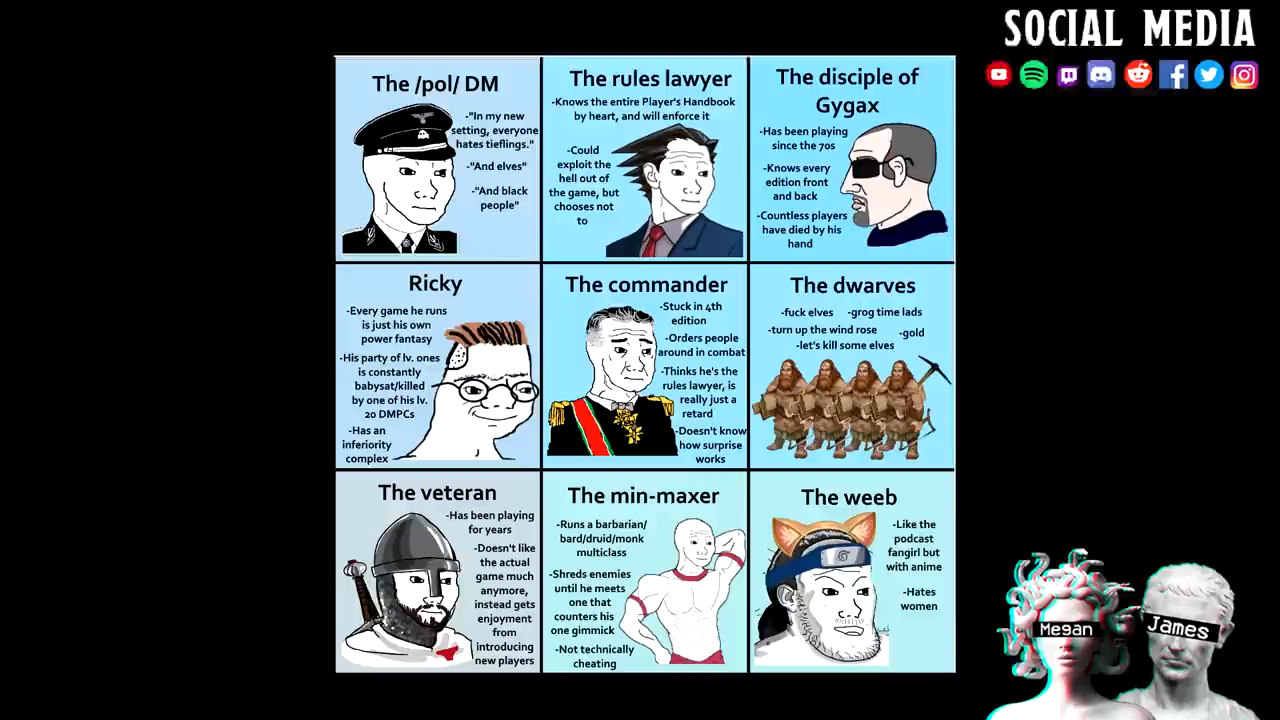 SOCIAL MEDIA
The /pol/ DM
-"In my new
setting, everyone
hates tieflings."
-"And elves"
-"And black
people"
The rules lawyer
-Knows the entire Player's Handbook
by heart, and will enforce it
-Could
exploit the
hell out of
the game, but
chooses not
to
The disciple of
Gygax
-Has been playing
since the 70s
-Knows every
edition front
and back
-Countless players
have died by his
hand
Ricky
-Every game he runs
is just his own
power fantasy
-His party of lv. ones
is constantly
babysat/killed
by one of his lv.
20 DMPCs
-Has an
inferiority
complex
The commander
-Stuck in 4th
edition
-Orders people
around in combat
-Thinks he's the
rules lawyer, is
really just a
retard
-Doesn't know
how surprise
works
The dwarves
-fuck elves -grog time lads
-turn up the wind rose -gold
-let's kill some elves
The veteran
-Has been playing
for years
-Doesn't like
the actual
game much
anymore,
instead gets
enjoyment
from
introducing
new players
The min-maxer
-Runs a barbarian/
bard/druid/monk
multiclass
-Shreds enemies
until he meets
one that
counters his
one gimmick
-Not technically
cheating
The weeb
-Like the
podcast
fangirl but
with anime
-Hates
women
Megan
James